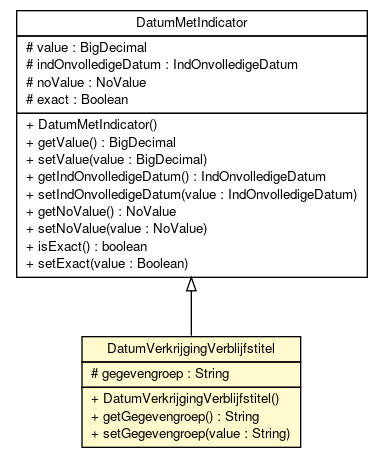 DatumMetIndicator
# value : BigDecimal
# indOnvolledigeDatum : IndOnvolledigeDatum
# noValue : NoValue
# exact : Boolean
+ DatumMetIndicator()
+ getValue() : BigDecimal
+ setValue(value : BigDecimal)
+ getIndOnvolledigeDatum() : IndOnvolledigeDatum
+ setIndOnvolledigeDatum(value : IndOnvolledigeDatum)
+ getNoValue() : NoValue
+ setNoValue(value : NoValue)
+ isExact() : boolean
+ setExact(value : Boolean)
DatumVerkrijgingVerblijfstitel
# gegevengroep : String
+ DatumVerkrijgingVerblijfstitel()
+ getGegevengroep() : String
+ setGegevengroep(value : String)